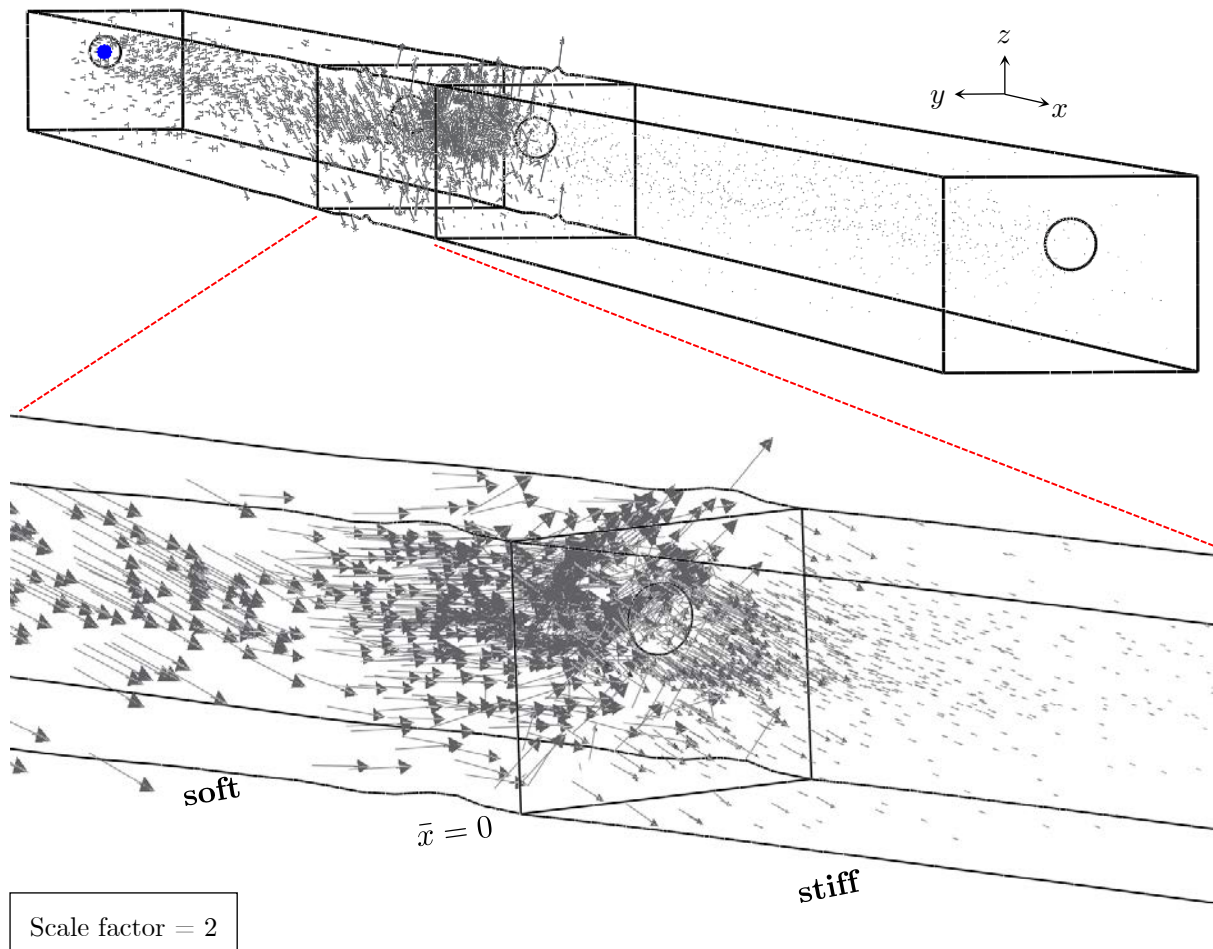 z
y
x
soft
x̄ = 0
stiff
Scale factor = 2